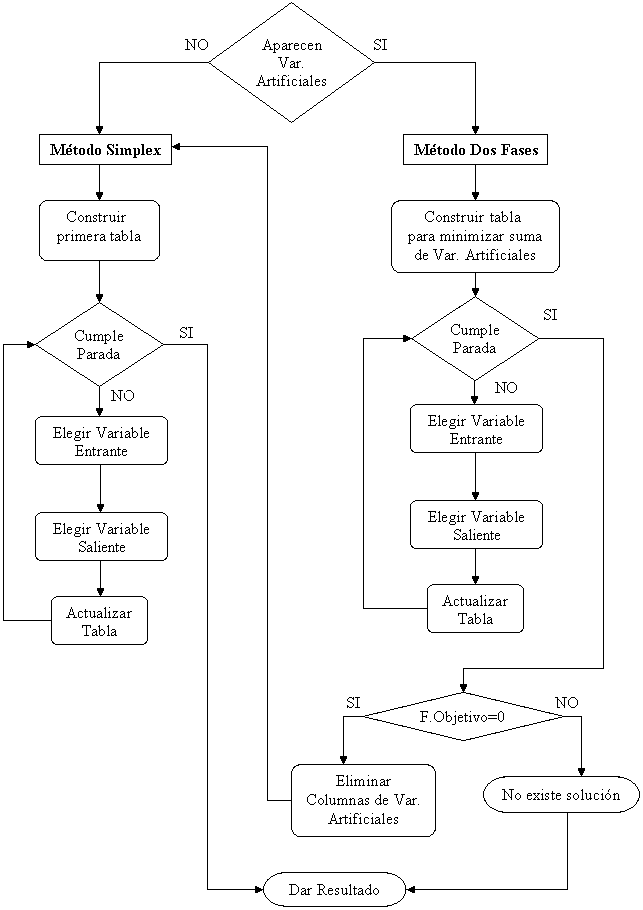 Aparecen
Var.
Artificiales
NO
SI
Método Simplex
Construir
primera tabla
Cumple
Parada
SI
NO
Elegir Variable
Entrante
Elegir Variable
Saliente
Actualizar
Tabla
Método Dos Fases
Construir tabla
para minimizar suma
de Var. Artificiales
Cumple
Parada
SI
NO
Elegir Variable
Entrante
Elegir Variable
Saliente
Actualizar
Tabla
F.Objetivo=0
SI
NO
Eliminar
Columnas de Var.
Artificiales
No existe solución
Dar Resultado